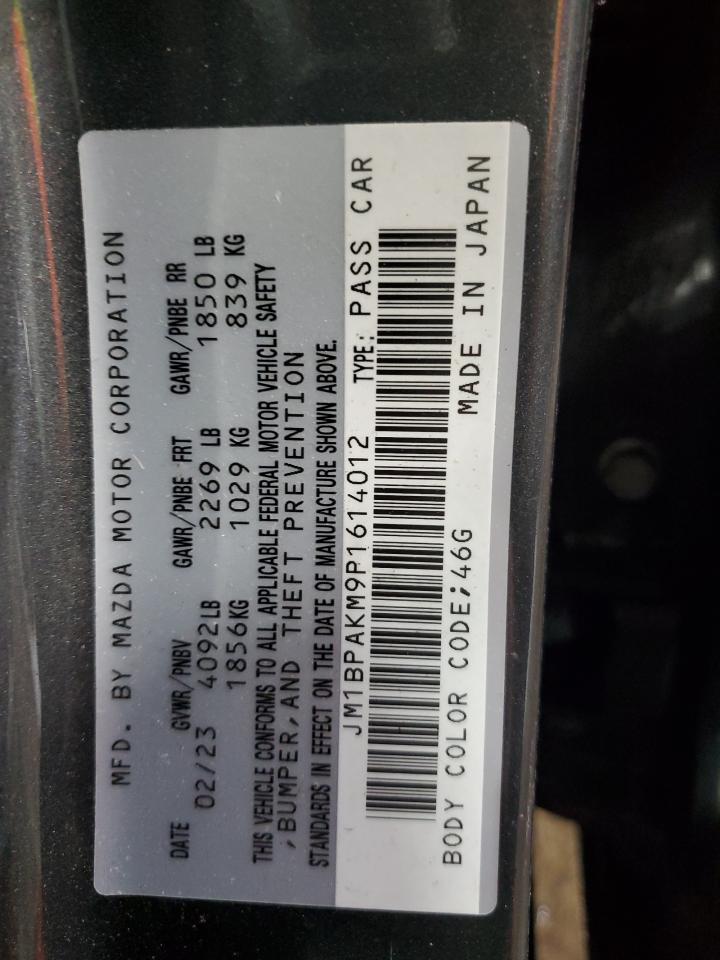 MFD. BY MAZDA MOTOR CORPORATION
DATE GVWR/PNBV GAWR/PNBE FRT GAWR/PNBE RR
02/23 4092LB 2269 LB 1850 LB
1856KG 1029 KG 839 KG
THIS VEHICLE CONFORMS TO ALL APPLICABLE FEDERAL MOTOR VEHICLE SAFETY
,BUMPER,AND THEFT PREVENTION
STANDARDS IN EFFECT ON THE DATE OF MANUFACTURE SHOWN ABOVE.
JM1BPAKM9P1614012 TYPE: PASS CAR
BODY COLOR CODE;46G MADE IN JAPAN